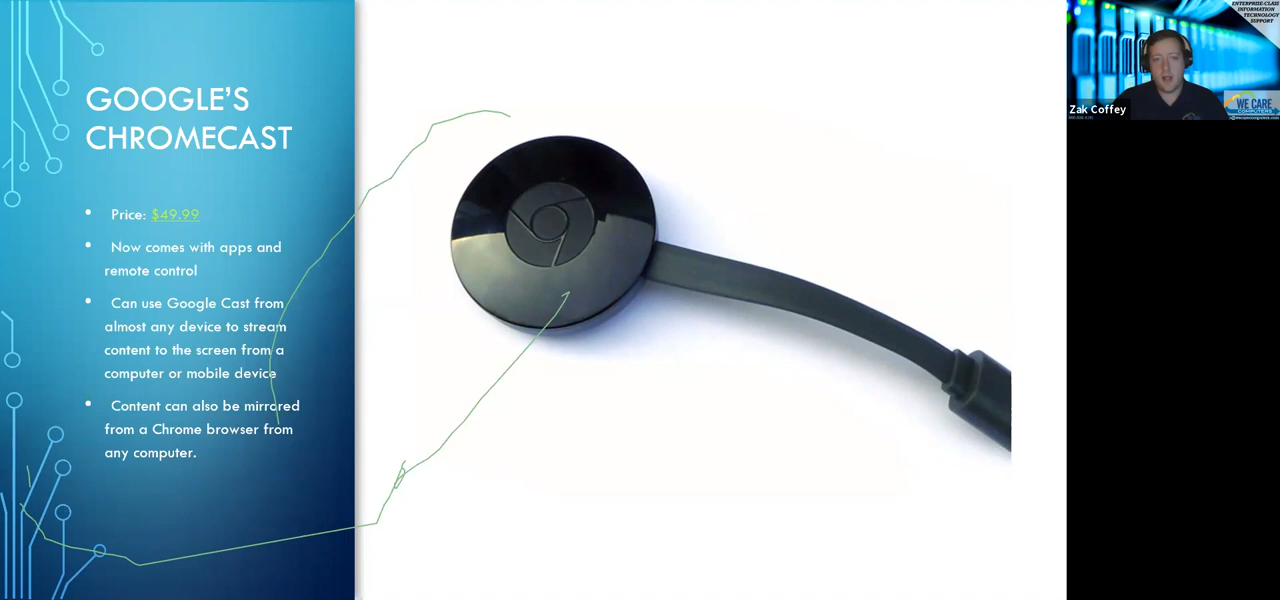 GOOGLE'S
CHROMECAST
• Price: $49.99
• Now comes with apps and
remote control
• Can use Google Cast from
almost any device to stream
content to the screen from a
computer or mobile device
• Content can also be mirrored
from a Chrome browser from
any computer.
ENTERPRISE-CLASS
INFORMATION
TECHNOLOGY
SUPPORT
Zak Coffey
WE CARE
COMPUTERS